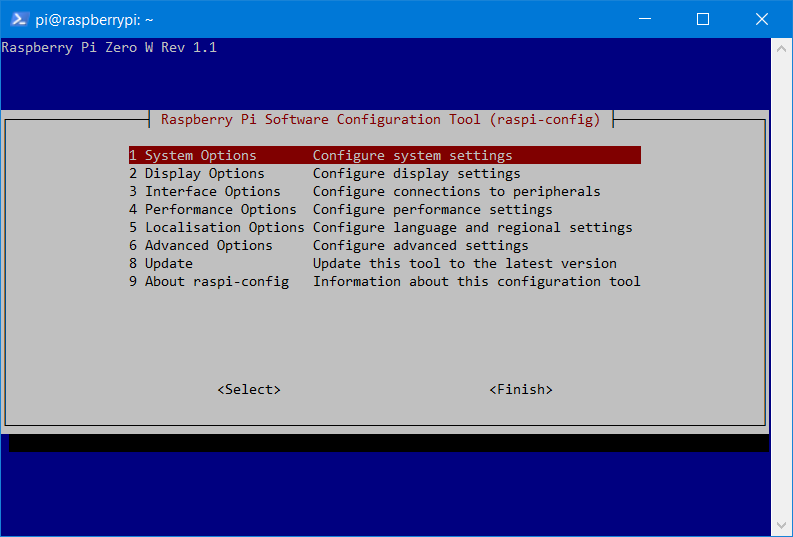 pi@raspberrypi: ~
Raspberry Pi Zero W Rev 1.1
Raspberry Pi Software Configuration Tool (raspi-config)
1 System Options Configure system settings
2 Display Options Configure display settings
3 Interface Options Configure connections to peripherals
4 Performance Options Configure performance settings
5 Localisation Options Configure language and regional settings
6 Advanced Options Configure advanced settings
8 Update Update this tool to the latest version
9 About raspi-config Information about this configuration tool
<Select> <Finish>